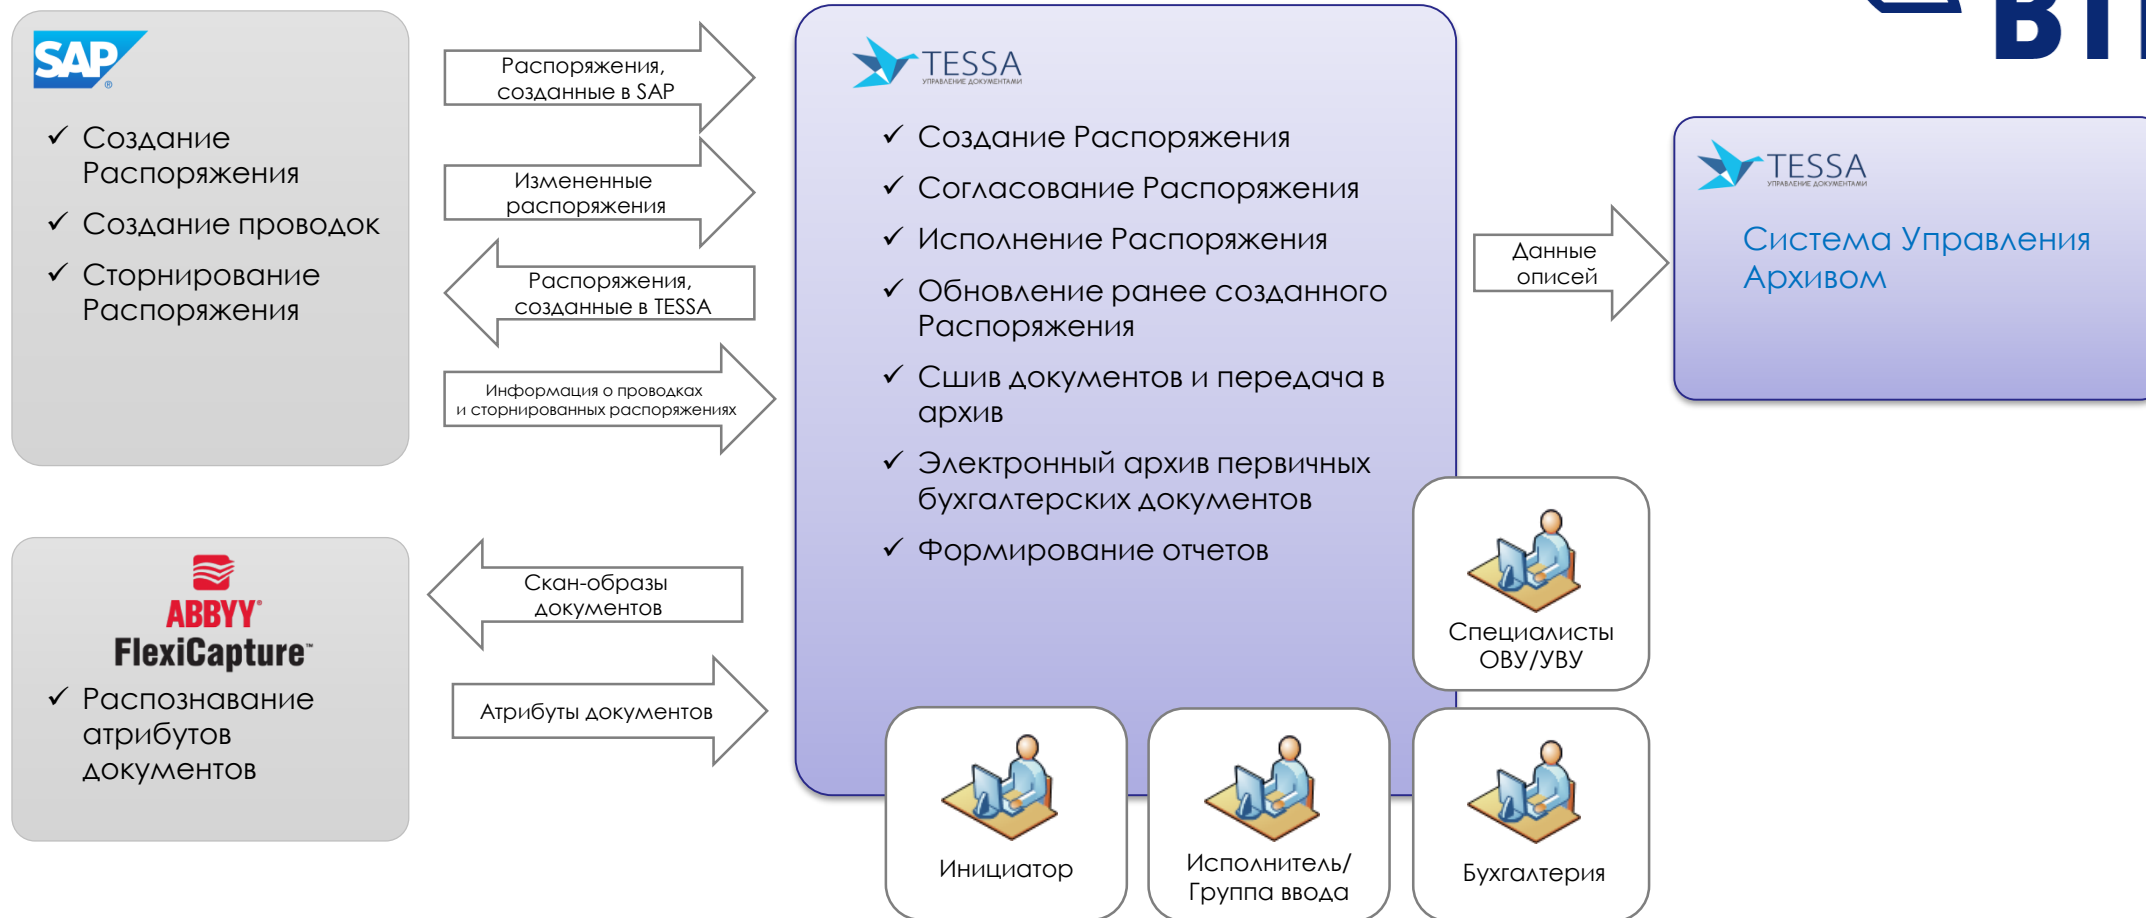 SAP
✓ Создание
Распоряжения
✓ Создание проводок
✓ Сторнирование
Распоряжения
Распоряжения,
созданные в SAP
Измененные
распоряжения
Распоряжения,
созданные в TESSA
Информация о проводках
и сторнированных распоряжениях
TESSA
УПРАВЛЕНИЕ ДОКУМЕНТАМИ
✓ Создание Распоряжения
✓ Согласование Распоряжения
✓ Исполнение Распоряжения
✓ Обновление ранее созданного
Распоряжения
✓ Сшив документов и передача в
архив
✓ Электронный архив первичных
бухгалтерских документов
✓ Формирование отчетов
Данные
описей
TESSA
УПРАВЛЕНИЕ ДОКУМЕНТАМИ
Система Управления
Архивом
ABBYY
FlexiCapture™
✓ Распознавание
атрибутов
документов
Скан-образы
документов
Атрибуты документов
Специалисты
ОВУ/УВУ
Инициатор
Исполнитель/
Группа ввода
Бухгалтерия